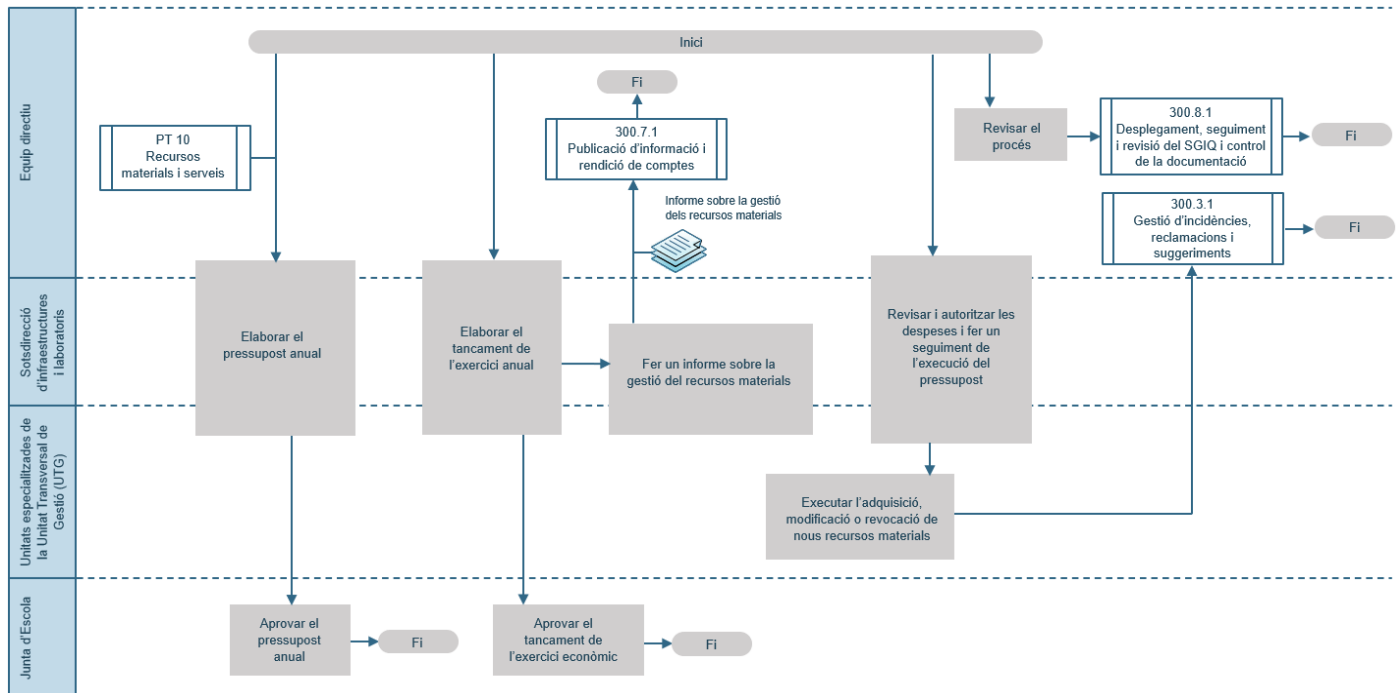 Equip directiu
Inici
PT 10
Recursos
materials i serveis
Fi
300.7.1
Publicació d'informació i
rendició de comptes
Informe sobre la gestió
dels recursos materials
Revisar el
procés
300.8.1
Desplegament, seguiment
i revisió del SGIQ i control
de la documentació
Fi
300.3.1
Gestió d'incidències,
reclamacions i
suggeriments
Fi
Sotsdirecció
d'infraestructures
i laboratoris
Elaborar el
pressupost anual
Elaborar el
tancament de
l'exercici anual
Fer un informe sobre la
gestió del recursos materials
Revisar i autoritzar les
despeses i fer un
seguiment de
l'execució del
pressupost
Unitats especialitzades de
la Unitat Transversal de
Gestió (UTG)
Executar l'adquisició,
modificació o revocació de
nous recursos materials
Junta d'Escola
Aprovar el
pressupost
anual
Fi
Aprovar el
tancament de
l'exercici econòmic
Fi